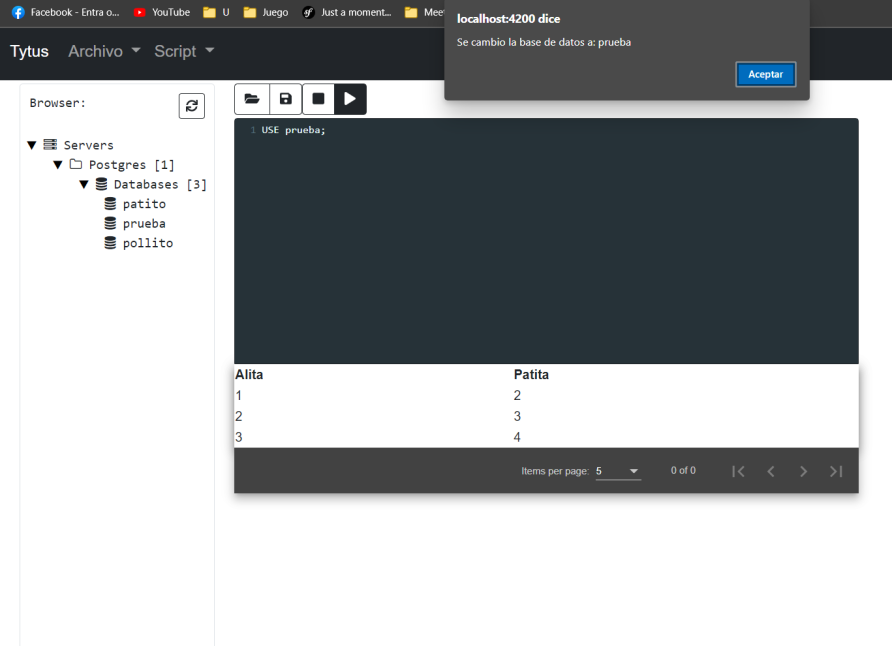 Facebook - Entra o... YouTube U Juego Just a moment... Mee
localhost:4200 dice
Se cambio la base de datos a: prueba
Aceptar
Tytus Archivo Script
Browser:
Servers
Postgres [1]
Databases [3]
patito
prueba
pollito
1 USE prueba;
Alita Patita
1 2
2 3
3 4
Items per page: 5 0 of 0